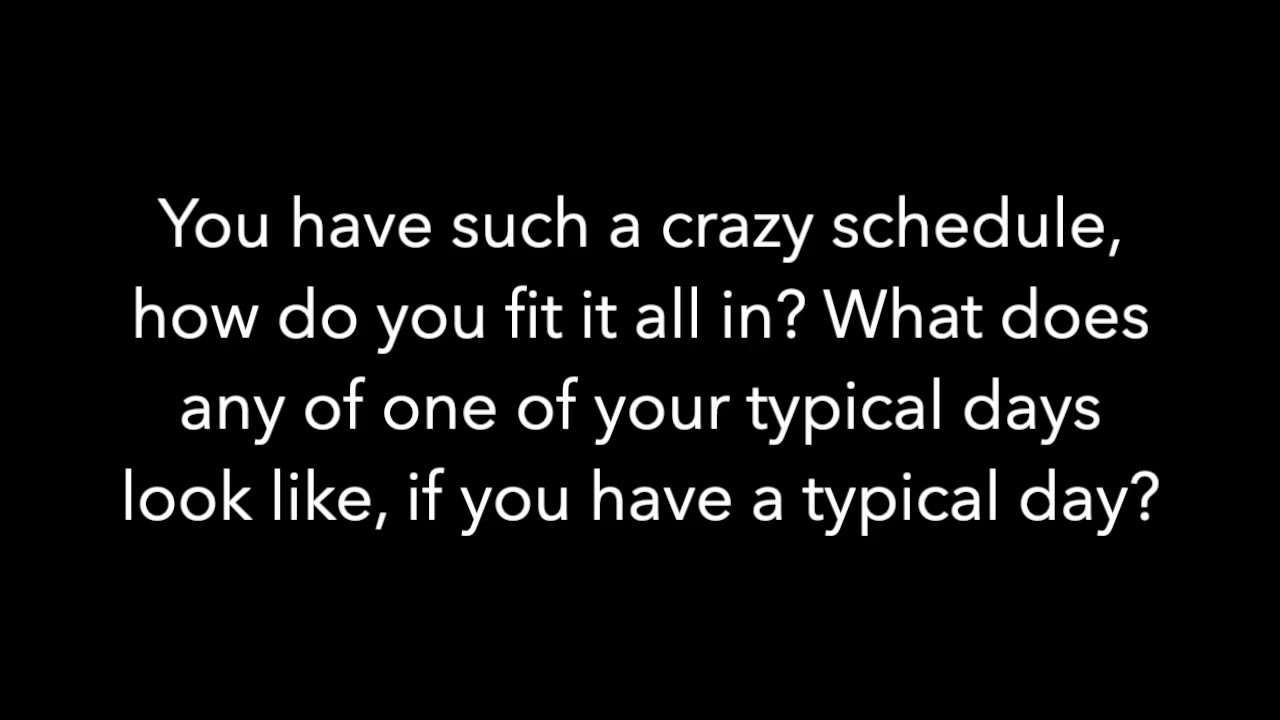 You have such a crazy schedule,
how do you fit it all in? What does
any of one of your typical days
look like, if you have a typical day?